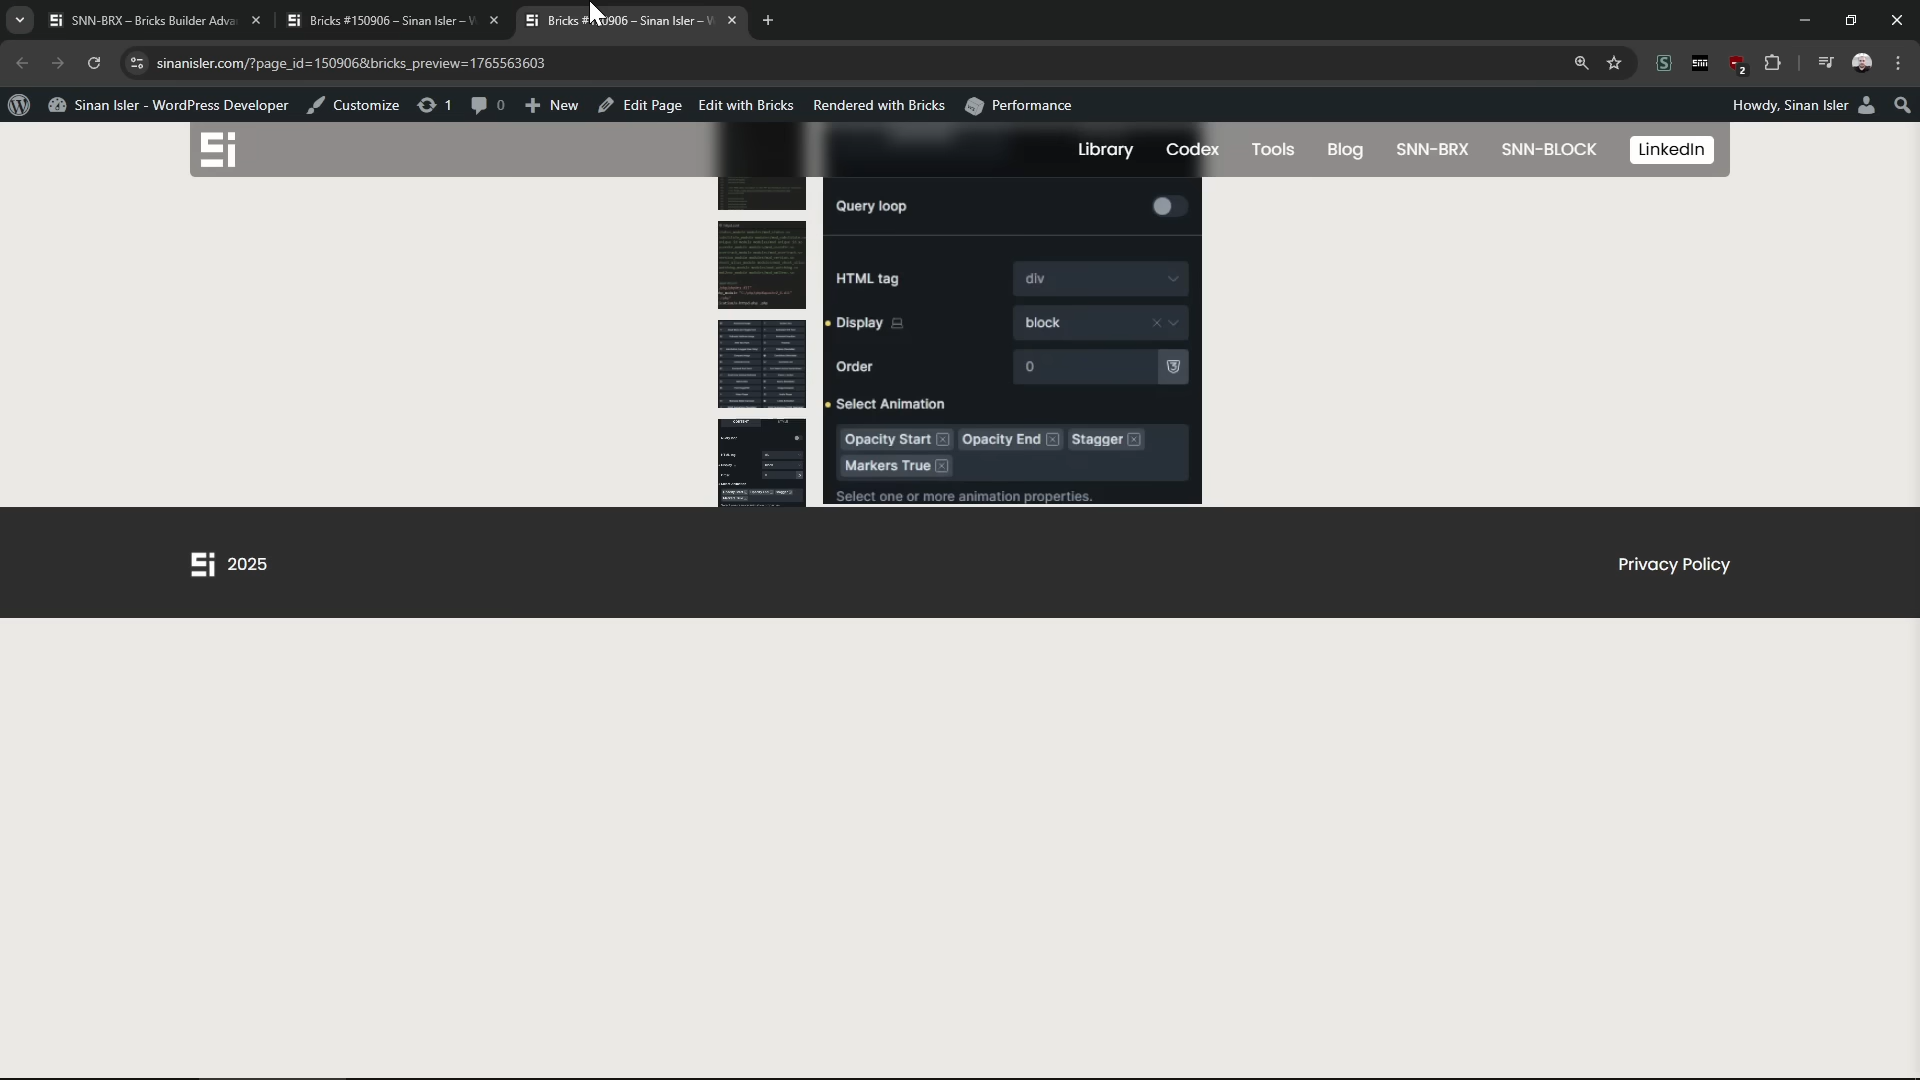 SNN-BRX – Bricks Builder Adva
Bricks #150906 – Sinan Isler – W
Bricks # 0906 – Sinan Isler – W
sinanisler.com/?page_id=150906&bricks_preview=1765563603
Sinan Isler - WordPress Developer
Customize
1
0
New
Edit Page
Edit with Bricks
Rendered with Bricks
Performance
Howdy, Sinan Isler
Si
Library
Codex
Tools
Blog
SNN-BRX
SNN-BLOCK
LinkedIn
Query loop
HTML tag
div
Display
block
Order
0
Select Animation
Opacity Start
Opacity End
Stagger
Markers True
Select one or more animation properties.
Si 2025
Privacy Policy